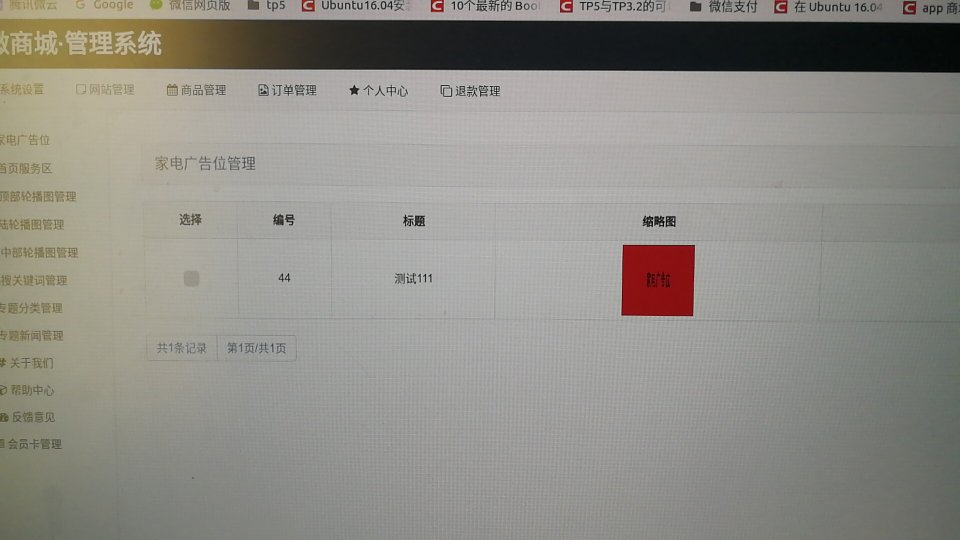 腾讯微云 Google 微信网页版 tp5 Ubuntu16.04安 10个最新的 Boo TP5与TP3.2的可 微信支付 在 Ubuntu 16.04 app 商
微商城·管理系统
系统设置 网站管理 商品管理 订单管理 个人中心 退款管理
家电广告位
首页服务区
顶部轮播图管理
陆轮播图管理
中部轮播图管理
搜关键词管理
专题分类管理
专题新闻管理
关于我们
帮助中心
反馈意见
会员卡管理
家电广告位管理
选择 编号 标题 缩略图
44 测试111 家电广告位
共1条记录 第1页/共1页